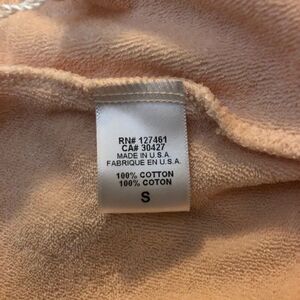 RN# 127461
CA# 30427
MADE IN U.S.A
FABRIQUE EN U.S.A.
100% COTTON
100% COTON
S